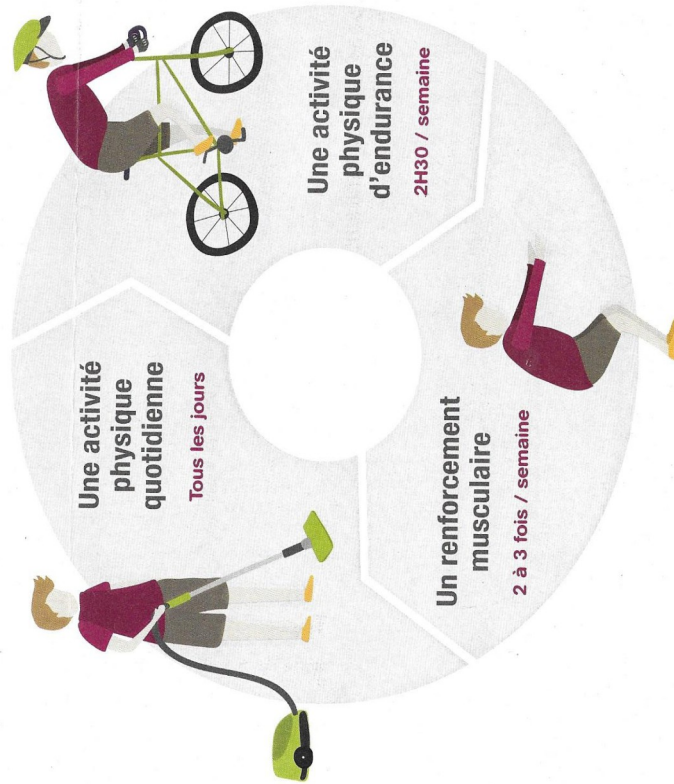 Une activité
physique
quotidienne
Tous les jours
Une activité
physique
d'endurance
2H30 / semaine
Un renforcement
musculaire
2 à 3 fois / semaine